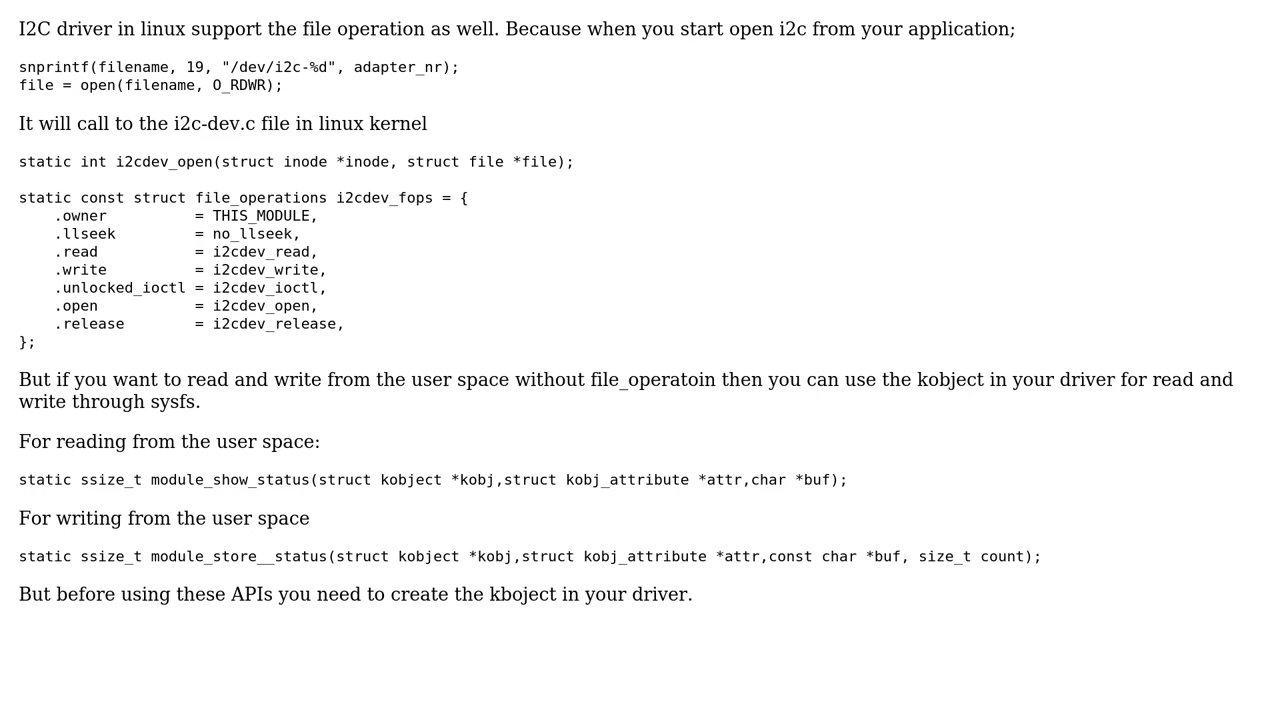 I2C driver in linux support the file operation as well. Because when you start open i2c from your application;
snprintf(filename, 19, "/dev/i2c-%d", adapter_nr);
file = open(filename, O_RDWR);
It will call to the i2c-dev.c file in linux kernel
static int i2cdev_open(struct inode *inode, struct file *file);
static const struct file_operations i2cdev_fops = {
    .owner          = THIS_MODULE,
    .llseek         = no_llseek,
    .read           = i2cdev_read,
    .write          = i2cdev_write,
    .unlocked_ioctl = i2cdev_ioctl,
    .open           = i2cdev_open,
    .release        = i2cdev_release,
};
But if you want to read and write from the user space without file_operatoin then you can use the kobject in your driver for read and
write through sysfs.
For reading from the user space:
static ssize_t module_show_status(struct kobject *kobj,struct kobj_attribute *attr,char *buf);
For writing from the user space
static ssize_t module_store__status(struct kobject *kobj,struct kobj_attribute *attr,const char *buf, size_t count);
But before using these APIs you need to create the kboject in your driver.